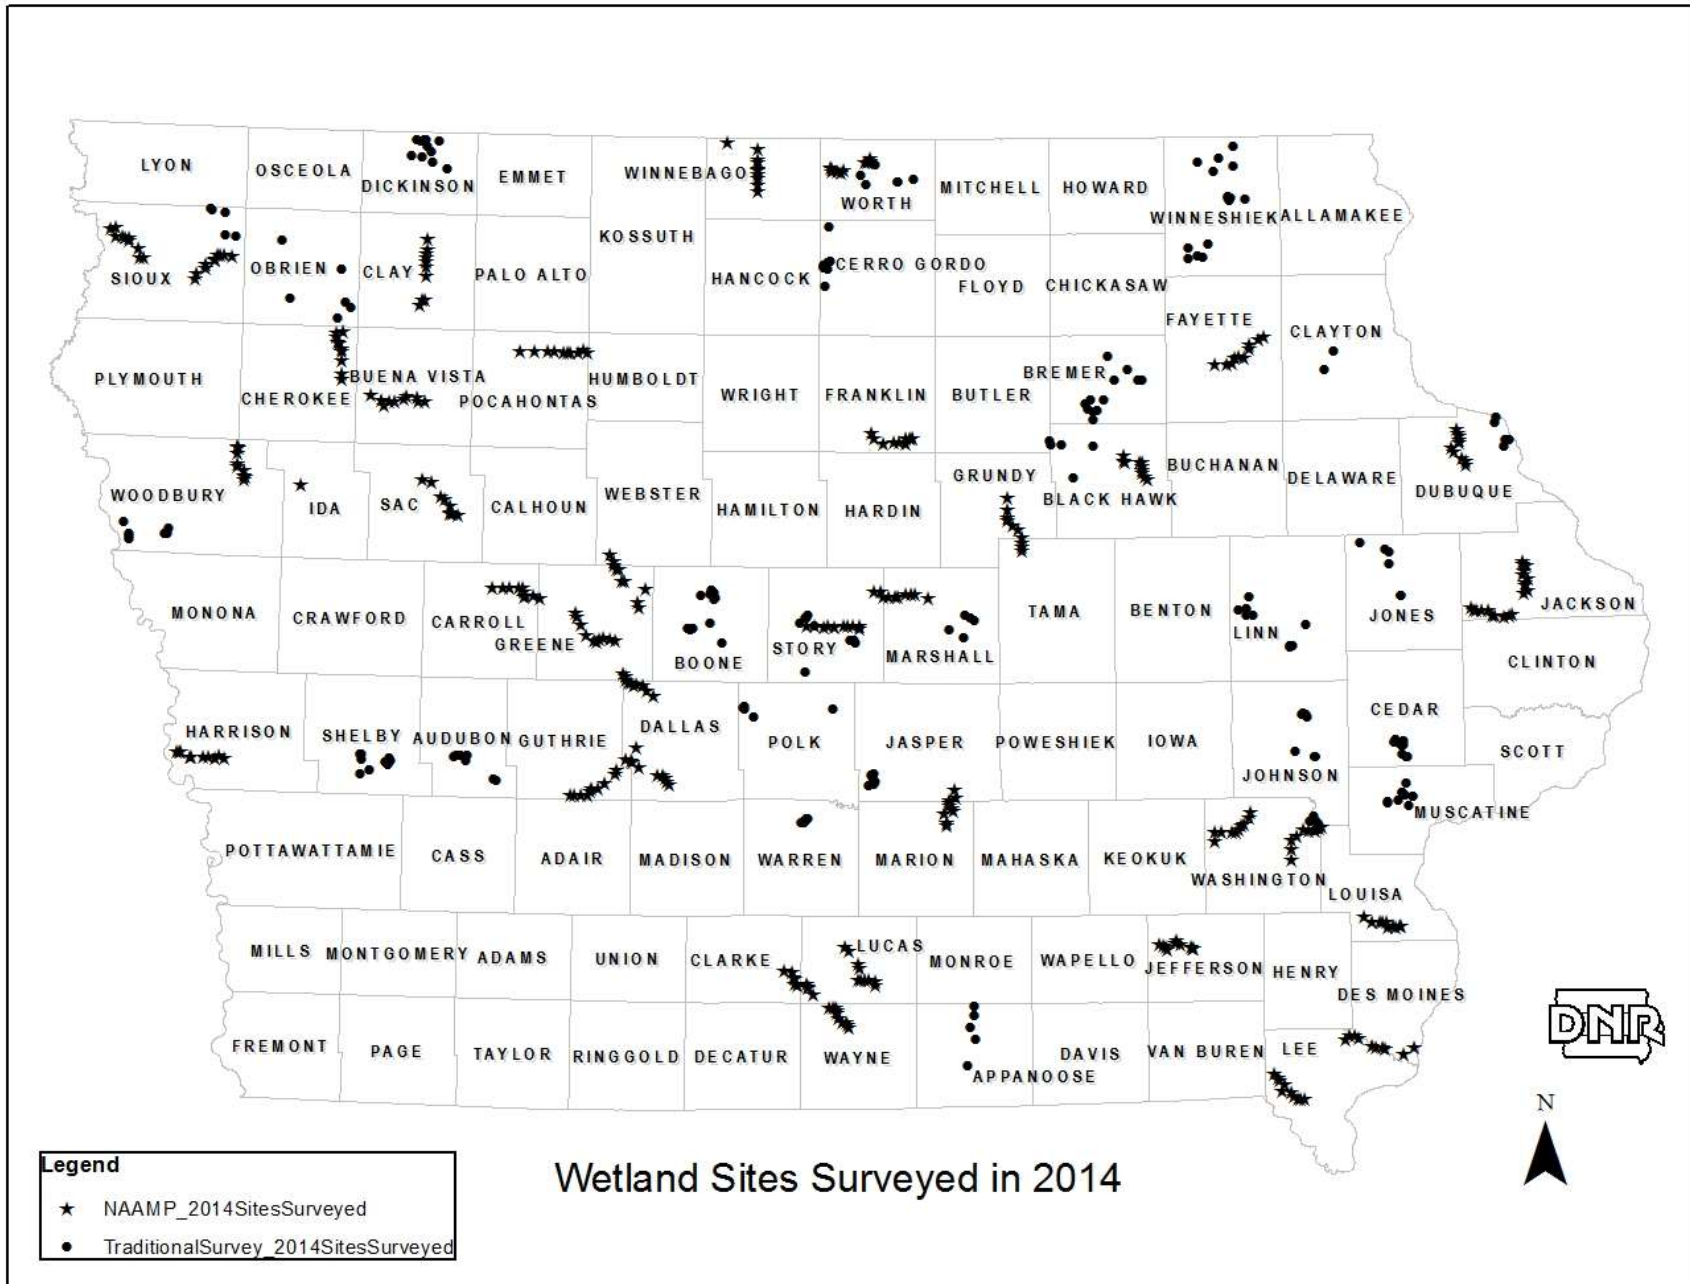 LYON
OSCEOLA
DICKINSON
EMMET
WINNEBAGO
WORTH
MITCHELL
HOWARD
WINNESHIEK
ALLAMAKEE
SIOUX
OBRIEN
CLAY
PALO ALTO
KOSSUTH
HANCOCK
CERRO GORDO
FLOYD
CHICKASAW
FAYETTE
CLAYTON
PLYMOUTH
CHEROKEE
BUENA VISTA
POCAHONTAS
HUMBOLDT
WRIGHT
FRANKLIN
BUTLER
BREMER
WOODBURY
IDA
SAC
CALHOUN
WEBSTER
HAMILTON
HARDIN
GRUNDY
BLACK HAWK
BUCHANAN
DELAWARE
DUBUQUE
MONONA
CRAWFORD
CARROLL
GREENE
BOONE
STORY
MARSHALL
TAMA
BENTON
LINN
JONES
JACKSON
CLINTON
HARRISON
SHELBY
AUDUBON
GUTHRIE
DALLAS
POLK
JASPER
POWESHIEK
IOWA
JOHNSON
CEDAR
SCOTT
MUSCATINE
POTTAWATTAMIE
CASS
ADAIR
MADISON
WARREN
MARION
MAHASKA
KEOKUK
WASHINGTON
LOUISA
MILLS
MONTGOMERY
ADAMS
UNION
CLARKE
LUCAS
MONROE
WAPELLO
JEFFERSON
HENRY
DES MOINES
FREMONT
PAGE
TAYLOR
RINGGOLD
DECATUR
WAYNE
APPANOOSE
DAVIS
VAN BUREN
LEE
DNR
N
Legend
NAAMP_2014SitesSurveyed
TraditionalSurvey_2014SitesSurveyed
Wetland Sites Surveyed in 2014